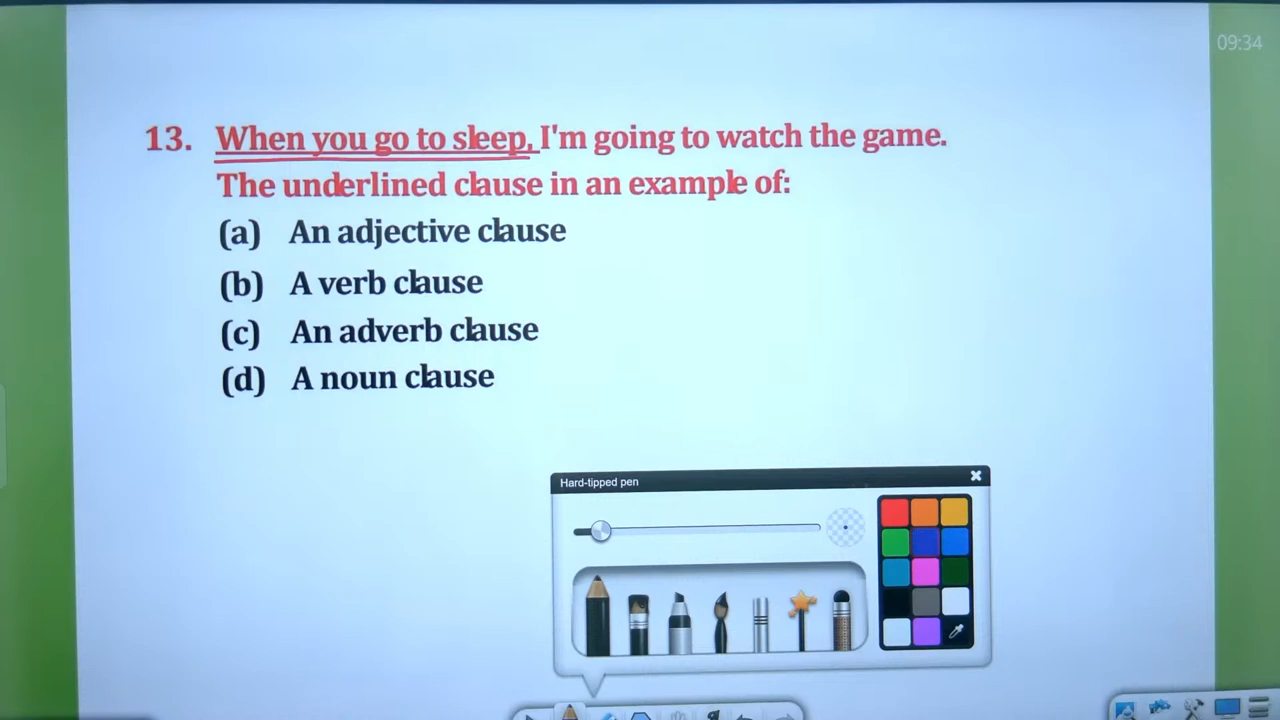 09:34
13. When you go to sleep, I'm going to watch the game.
The underlined clause in an example of:
(a) An adjective clause
(b) A verb clause
(c) An adverb clause
(d) A noun clause
Hard-tipped pen